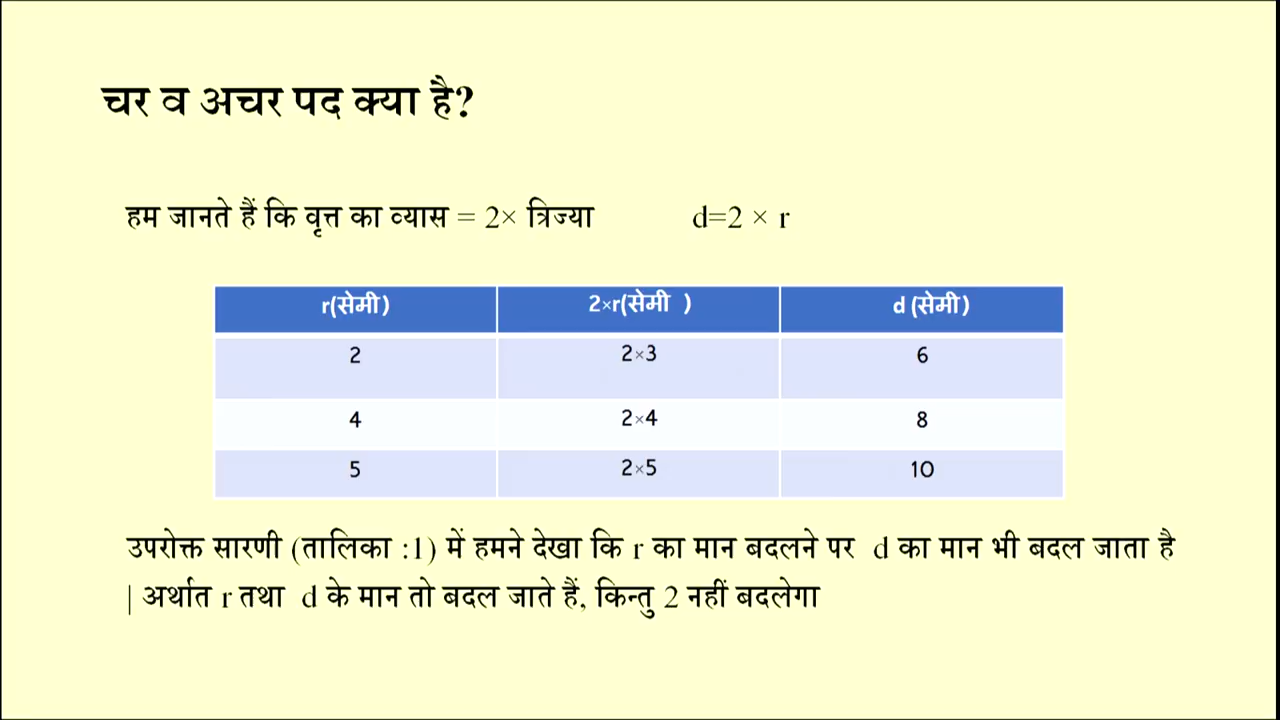 चर व अचर पद क्या है?
हम जानते हैं कि वृत्त का व्यास = 2× त्रिज्या d=2 × r
r(सेमी) 2×r(सेमी ) d (सेमी)
2 2×3 6
4 2×4 8
5 2×5 10
उपरोक्त सारणी (तालिका :1) में हमने देखा कि r का मान बदलने पर d का मान भी बदल जाता है
| अर्थात r तथा d के मान तो बदल जाते हैं, किन्तु 2 नहीं बदलेगा